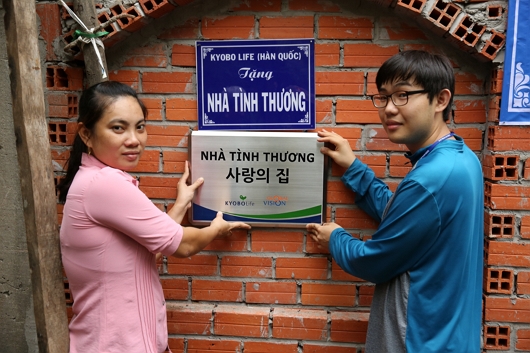 KYOBO LIFE (HÀN QUỐC)
Tặng
NHÀ TÌNH THƯƠNG
NHÀ TÌNH THƯƠNG
사랑의 집
KYOBO Life VISION